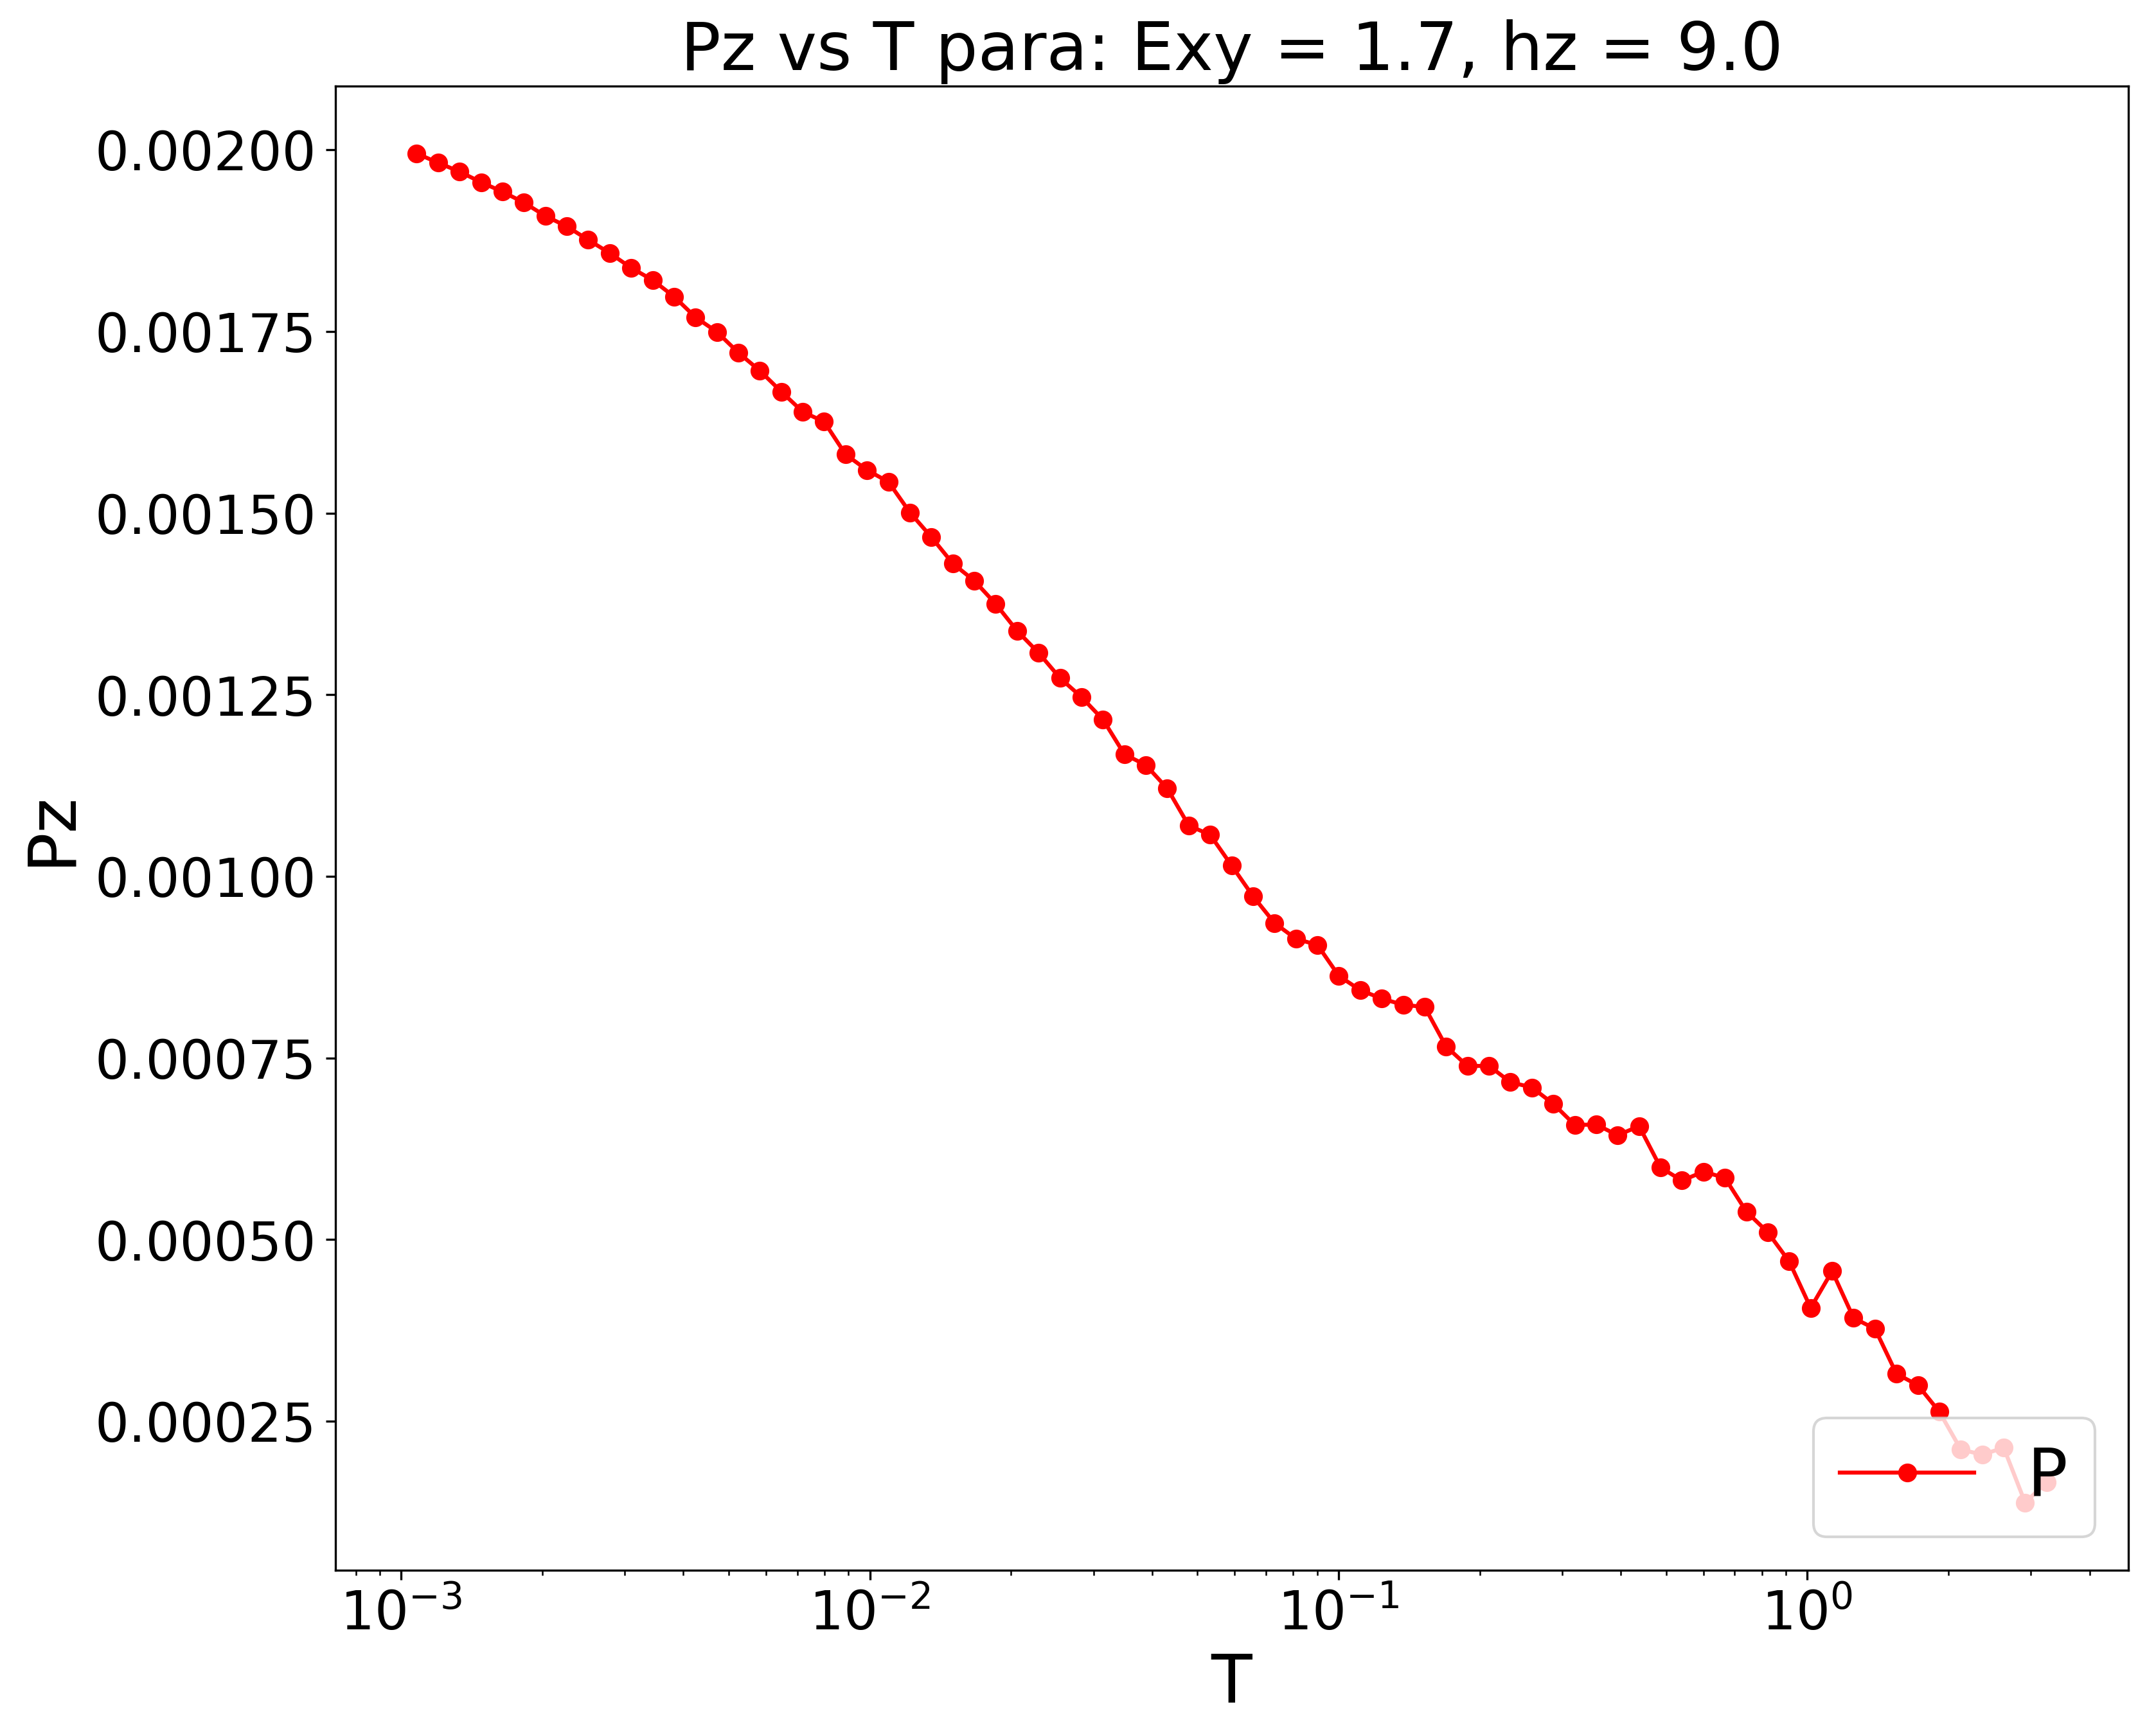 Pz vs T para: Exy = 1.7, hz = 9.0
0.00200
0.00175
0.00150
0.00125
0.00100
0.00075
0.00050
0.00025
Pz
P
10⁻³ 10⁻² 10⁻¹ 10⁰
T